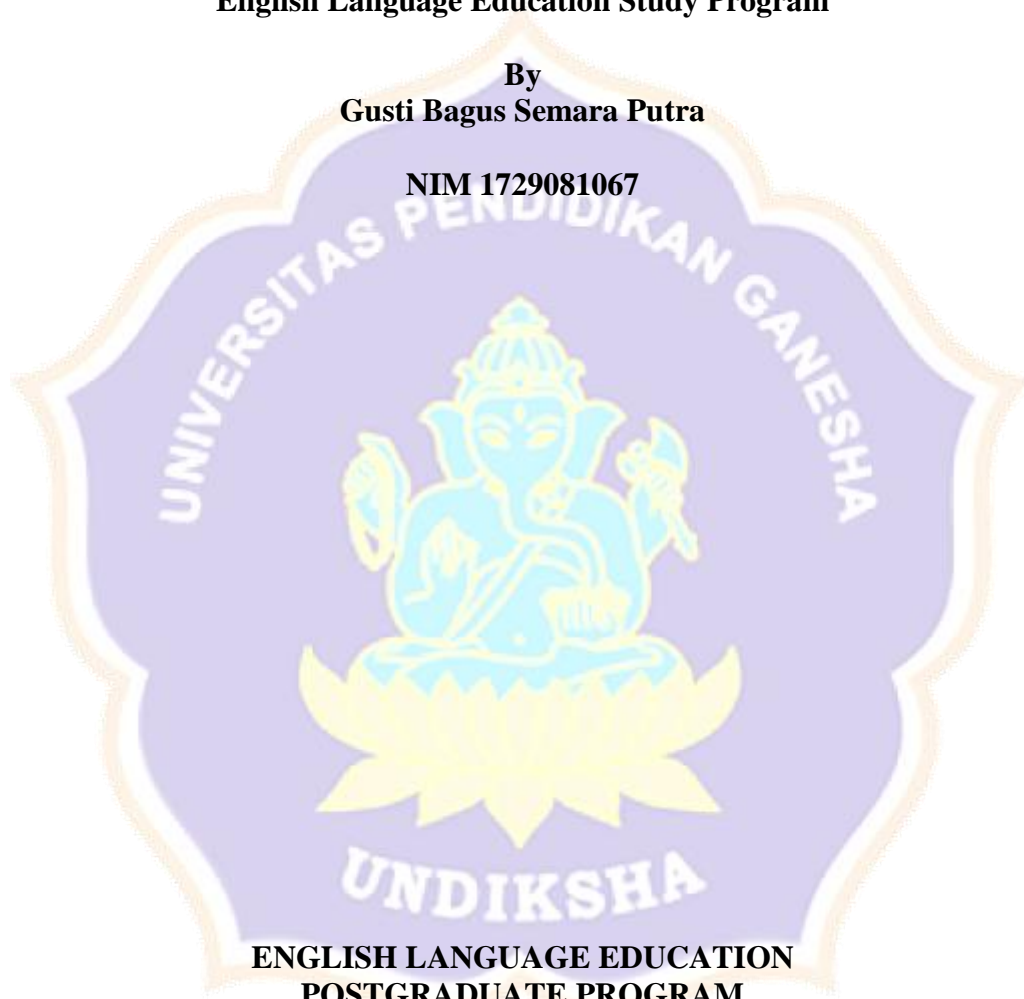 English Language Education Study Program
By
Gusti Bagus Semara Putra
NIM 1729081067
UNIVERSITAS PENDIDIKAN GANESHA
UNDIKSHA
ENGLISH LANGUAGE EDUCATION
POSTGRADUATE PROGRAM